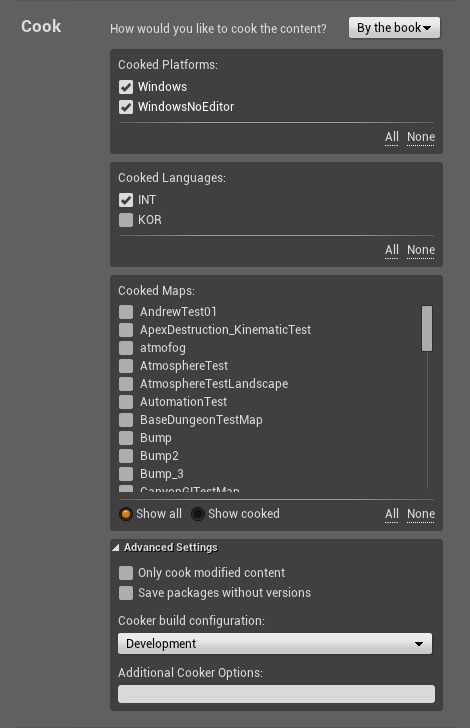 Cook
How would you like to cook the content?
By the book
Cooked Platforms:
Windows
WindowsNoEditor
All None
Cooked Languages:
INT
KOR
All None
Cooked Maps:
AndrewTest01
ApexDestruction_KinematicTest
atmofog
AtmosphereTest
AtmosphereTestLandscape
AutomationTest
BaseDungeonTestMap
Bump
Bump2
Bump_3
CanyonGITestMap
Show all Show cooked All None
Advanced Settings
Only cook modified content
Save packages without versions
Cooker build configuration:
Development
Additional Cooker Options: